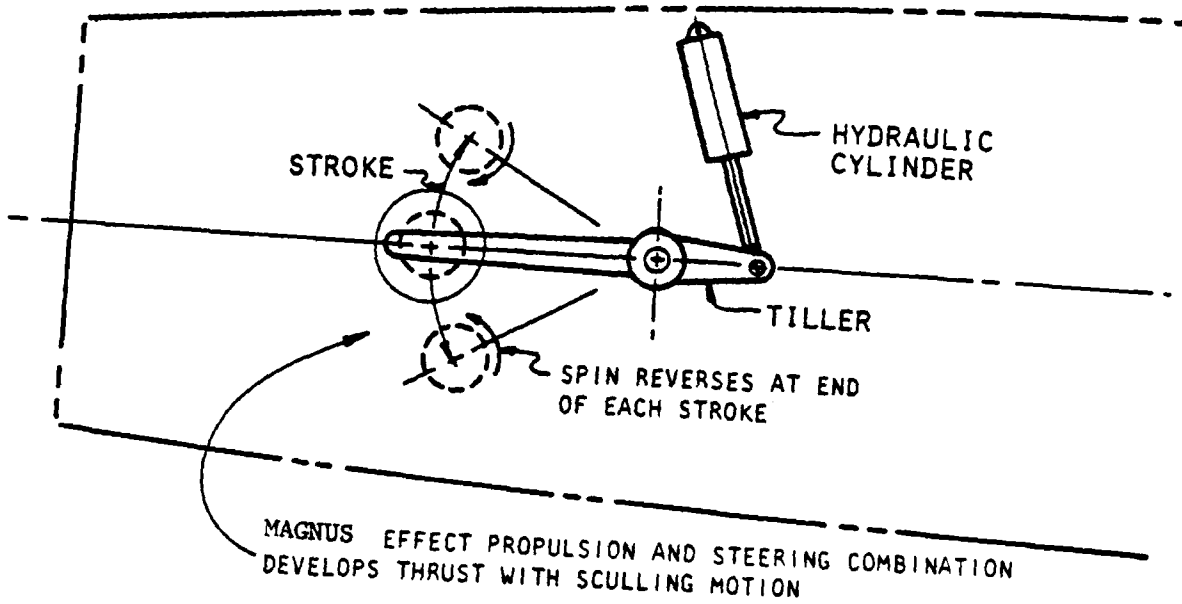 HYDRAULIC
CYLINDER
STROKE
TILLER
SPIN REVERSES AT END
OF EACH STROKE
MAGNUS EFFECT PROPULSION AND STEERING COMBINATION
DEVELOPS THRUST WITH SCULLING MOTION